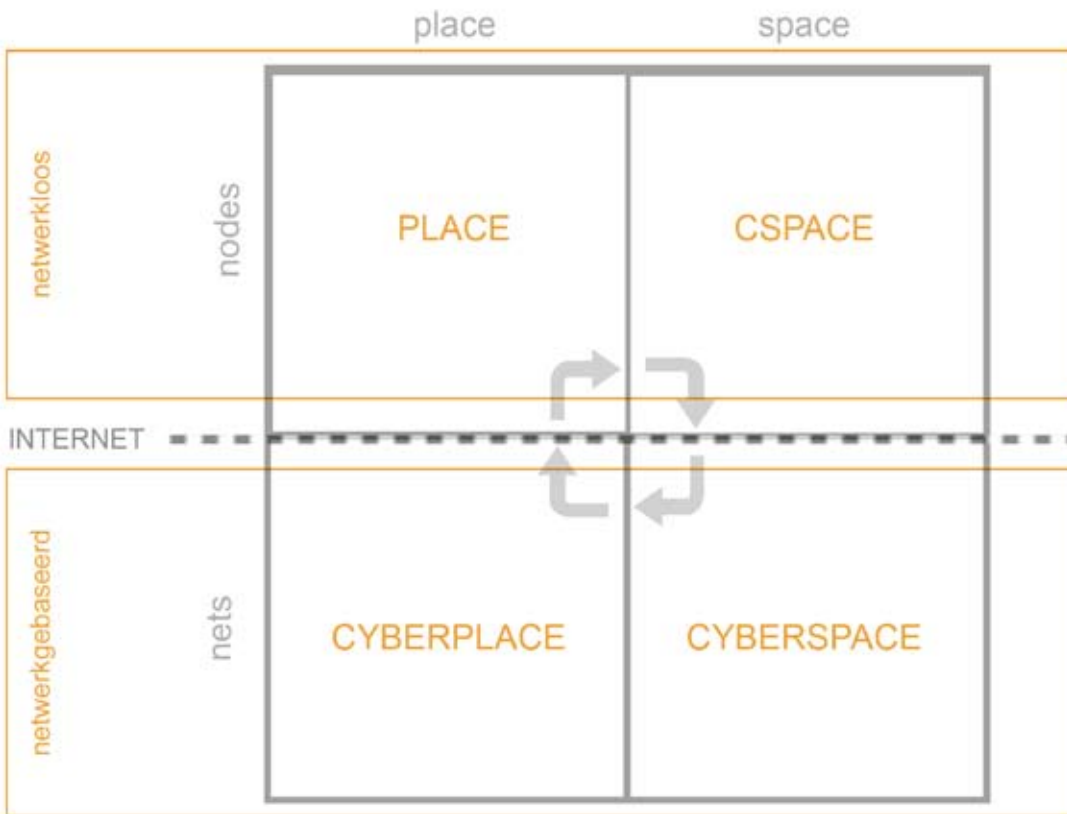 place
space
netwerkloos
nodes
PLACE
CSPACE
INTERNET
netwerkgebaseerd
nets
CYBERPLACE
CYBERSPACE